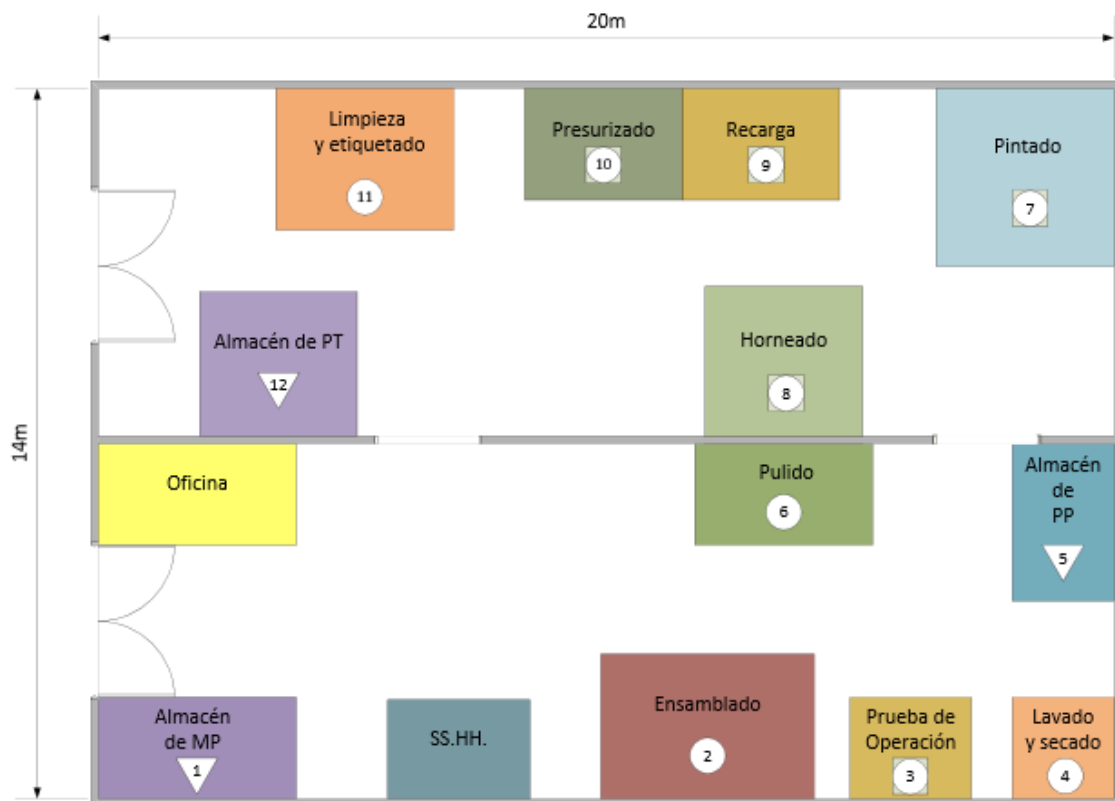 20m
14m
Limpieza
y etiquetado
11
Presurizado
10
Recarga
9
Pintado
7
Almacén de PT
12
Horneado
8
Oficina
Pulido
6
Almacén
de
PP
5
Almacén
de MP
1
SS.HH.
Ensamblado
2
Prueba de
Operación
3
Lavado
y secado
4